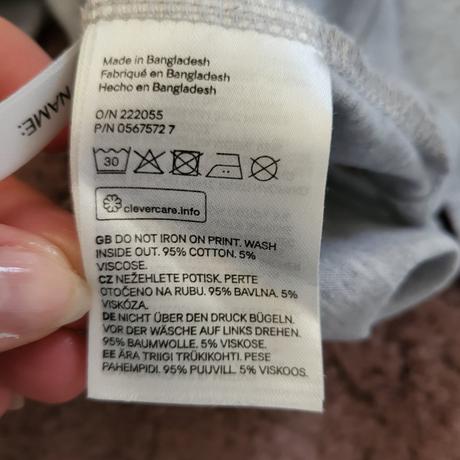 NAME:
Made in Bangladesh
Fabriqué en Bangladesh
Hecho en Bangladesh
O/N 222055
P/N 0567572 7
30
clevercare.info
GB DO NOT IRON ON PRINT. WASH
INSIDE OUT. 95% COTTON. 5%
VISCOSE.
CZ NEŽEHLETE POTISK. PERTE
OTOČENO NA RUBU. 95% BAVLNA. 5%
VISKÓZA.
DE NICHT ÜBER DEN DRUCK BÜGELN.
VOR DER WÄSCHE AUF LINKS DREHEN.
95% BAUMWOLLE. 5% VISKOSE.
EE ÄRA TRIIGI TRÜKIKOHTI. PESE
PAHEMPIDI. 95% PUUVILL. 5% VISKOOS.